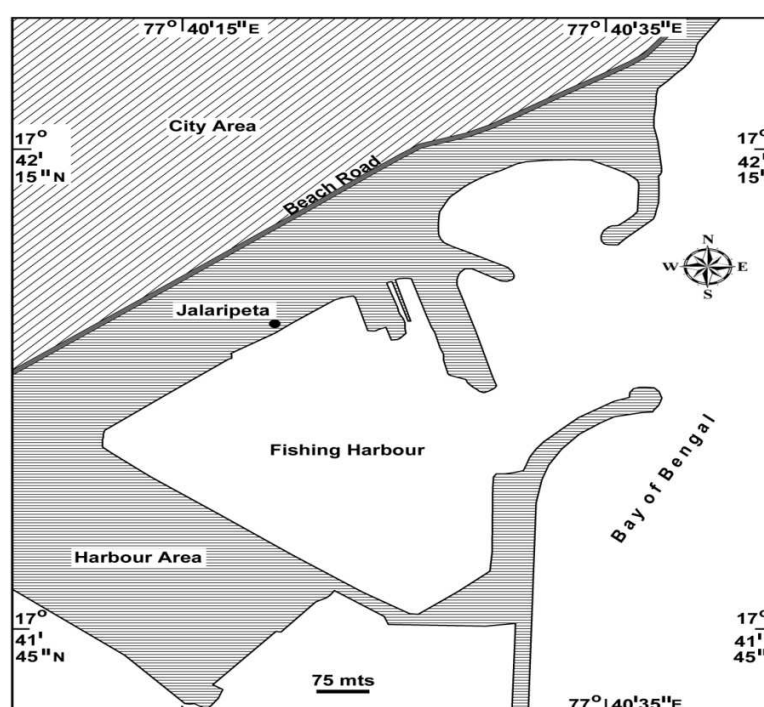 77° 40' 15" E
77° 40' 35" E
City Area
17°
42'
15" N
17°
42'
15"
Beach Road
N
W E
S
Jalaripeta
Fishing Harbour
Bay of Bengal
Harbour Area
17°
41'
45" N
17°
41'
45"
75 mts
77° 40' 35" E